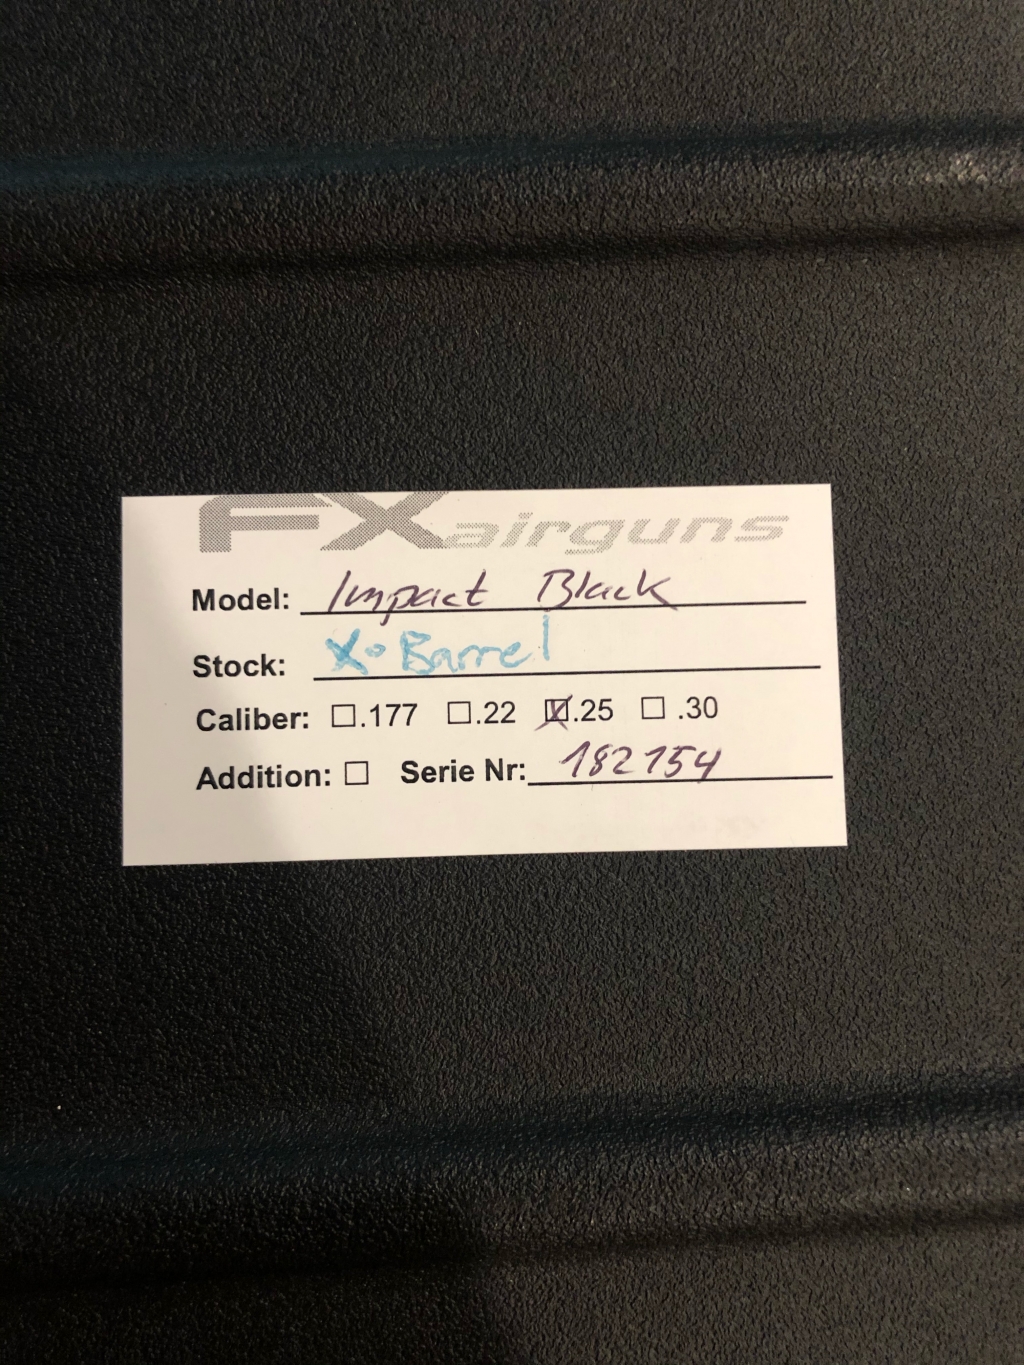 FX airguns
Model: Impact Black
Stock: X-Barrel
Caliber: ☐.177 ☐.22 ☒.25 ☐ .30
Addition: ☐ Serie Nr: 182154